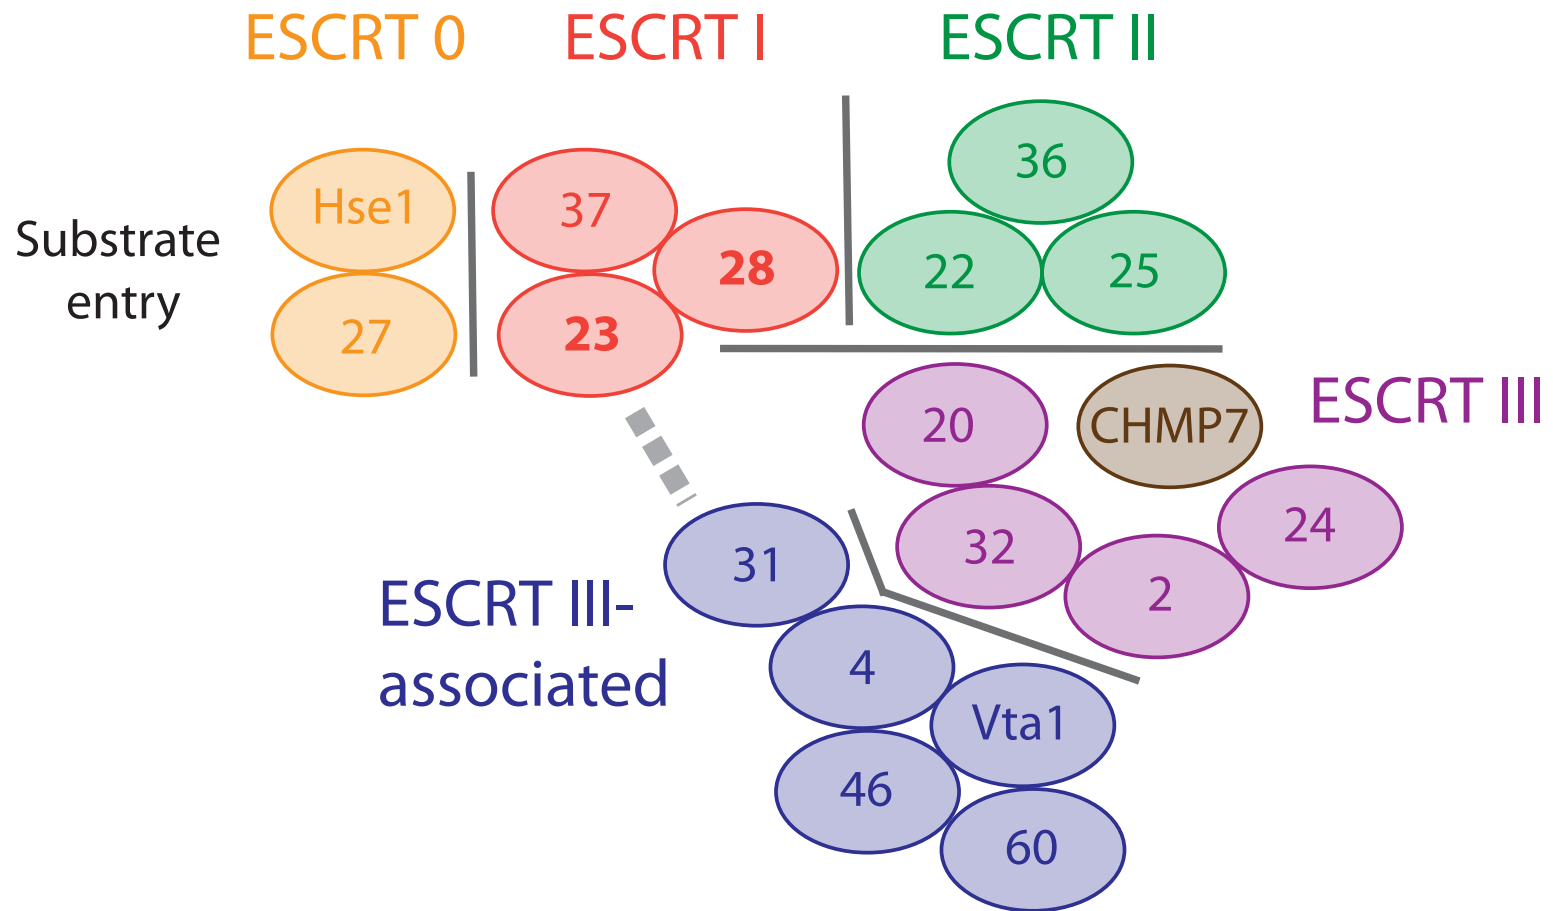 ESCRT 0
ESCRT I
ESCRT II
Substrate
entry
Hse1
27
37
28
23
36
22
25
ESCRT III
20
CHMP7
32
2
24
ESCRT III-
associated
31
4
Vta1
46
60